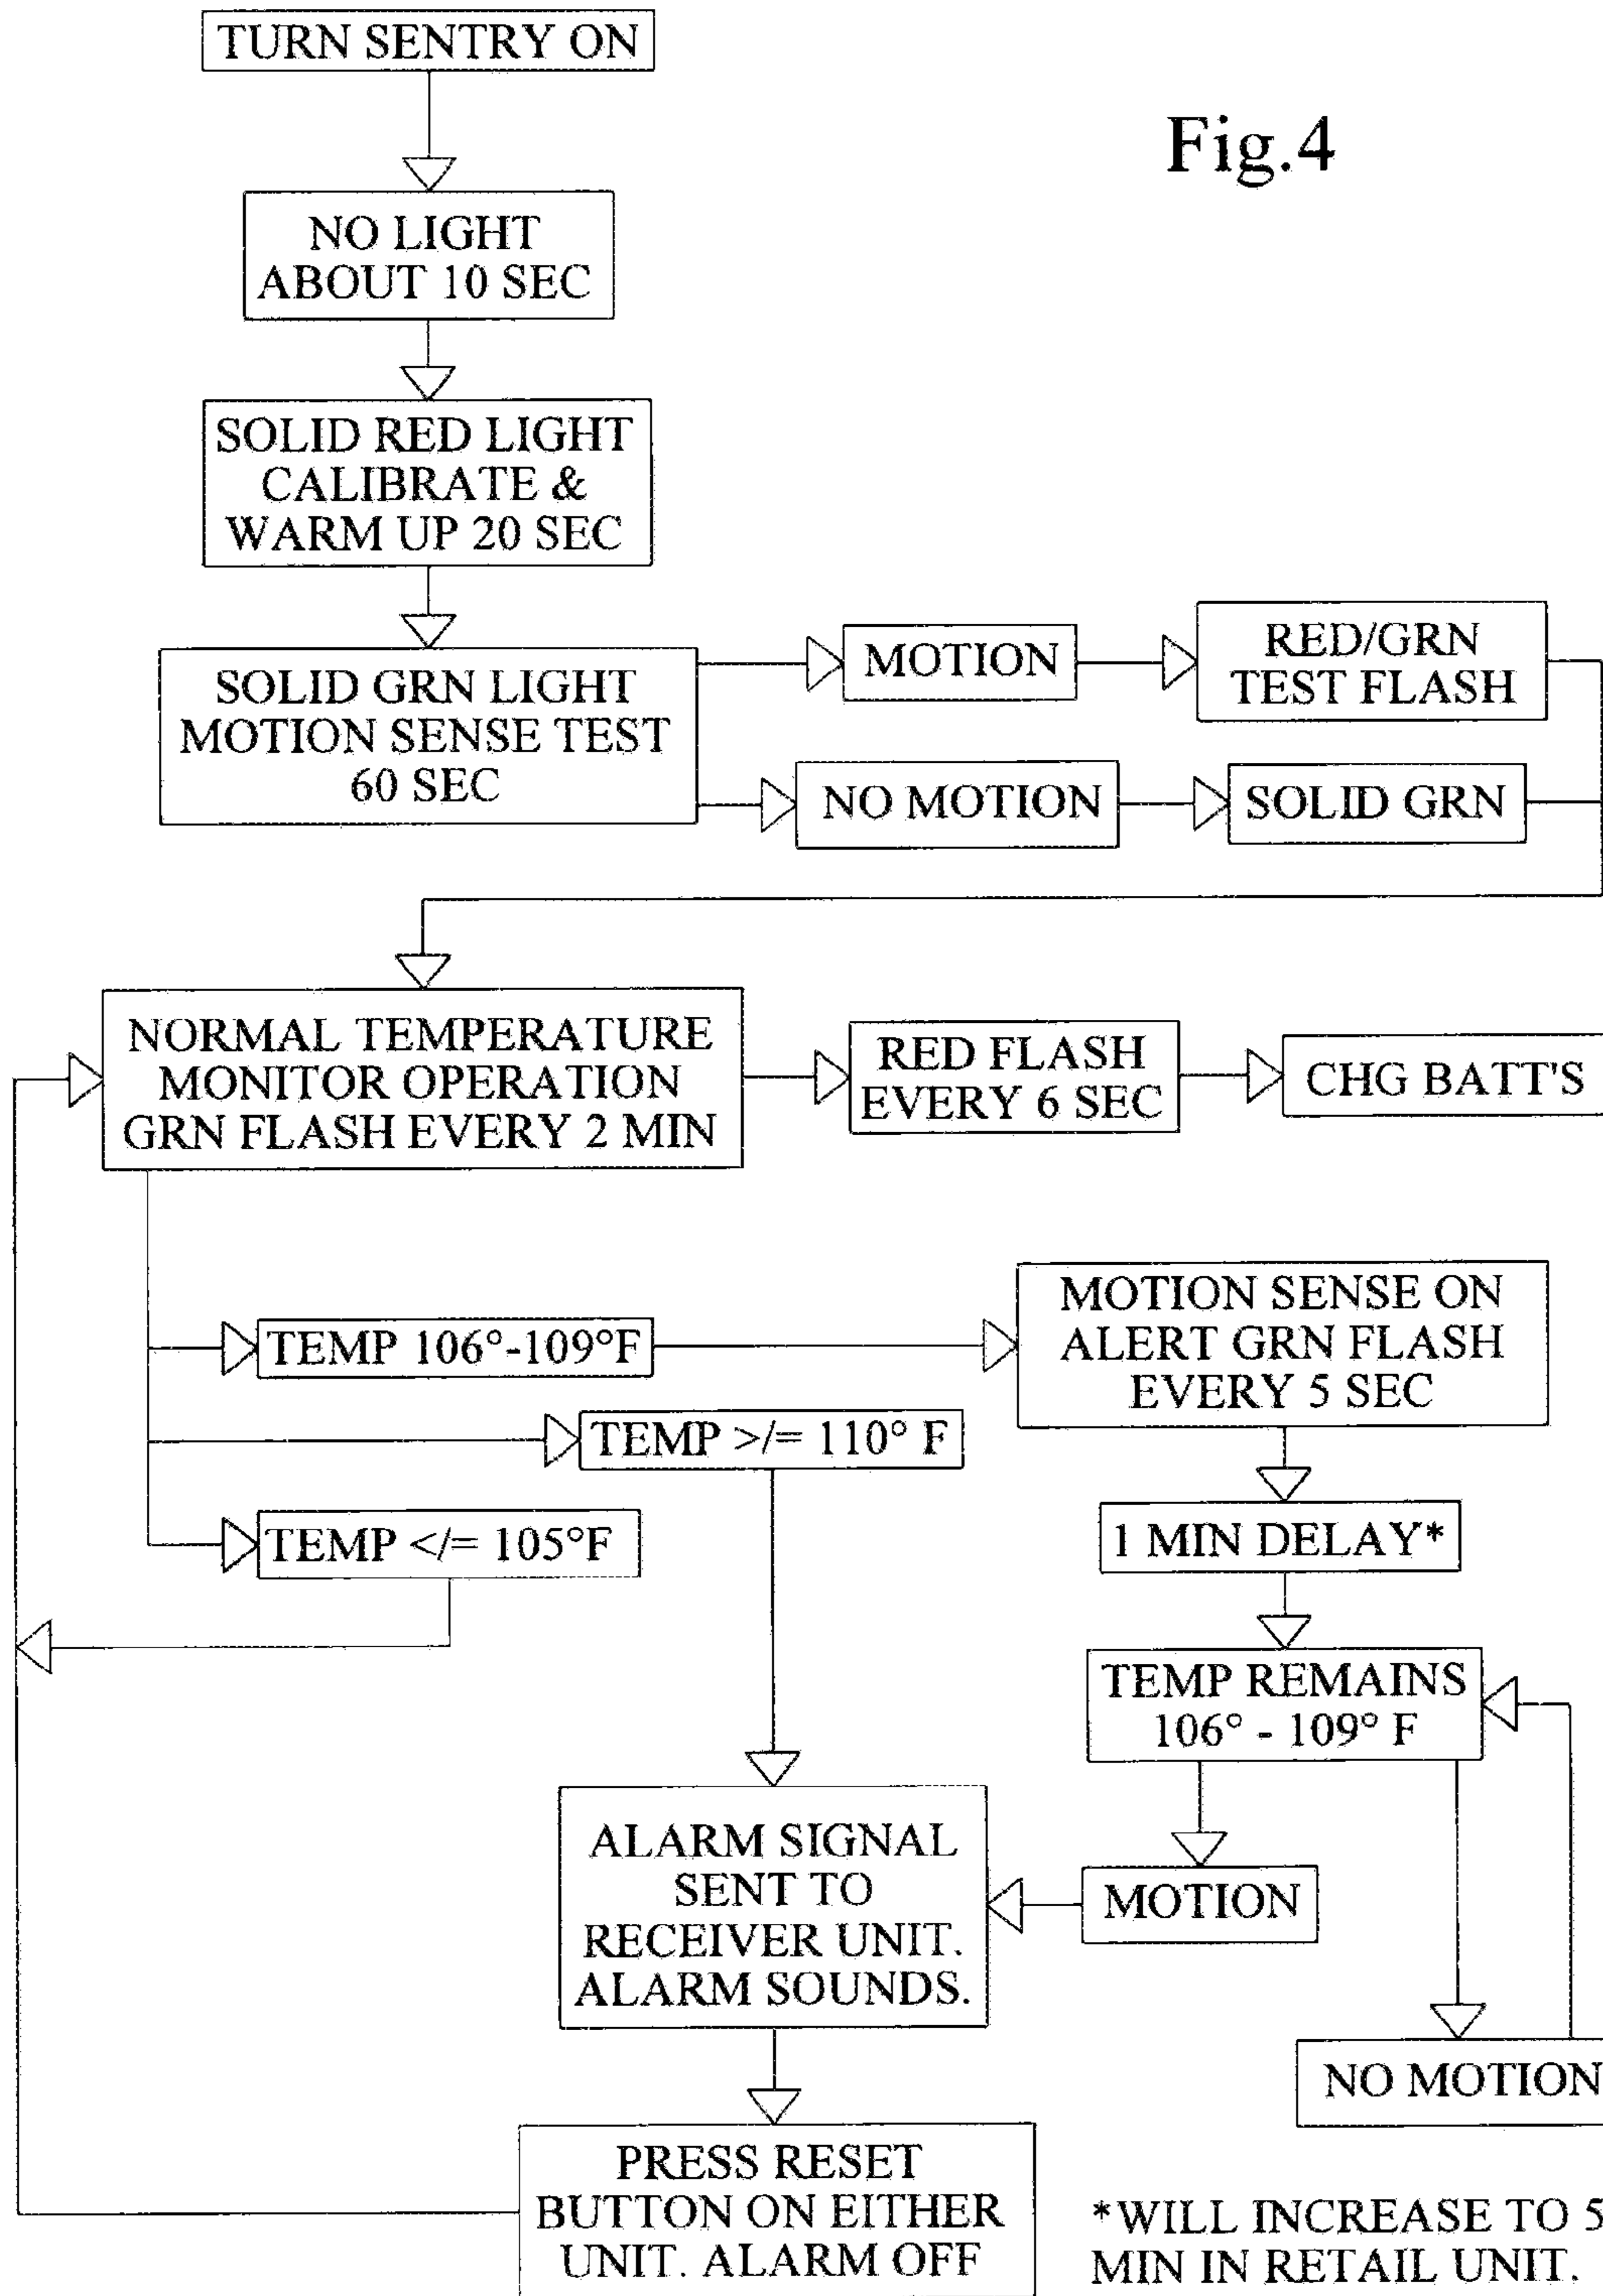 TURN SENTRY ON
Fig.4
NO LIGHT
ABOUT 10 SEC
SOLID RED LIGHT
CALIBRATE &
WARM UP 20 SEC
SOLID GRN LIGHT
MOTION SENSE TEST
60 SEC
MOTION
RED/GRN
TEST FLASH
NO MOTION
SOLID GRN
NORMAL TEMPERATURE
MONITOR OPERATION
GRN FLASH EVERY 2 MIN
RED FLASH
EVERY 6 SEC
CHG BATT'S
TEMP 106°-109°F
MOTION SENSE ON
ALERT GRN FLASH
EVERY 5 SEC
TEMP >/= 110° F
TEMP </= 105°F
1 MIN DELAY*
TEMP REMAINS
106° - 109° F
ALARM SIGNAL
SENT TO
RECEIVER UNIT.
ALARM SOUNDS.
MOTION
NO MOTION
PRESS RESET
BUTTON ON EITHER
UNIT. ALARM OFF
*WILL INCREASE TO 5
MIN IN RETAIL UNIT.